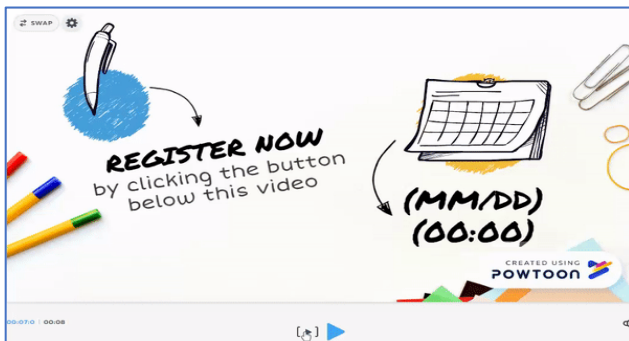 SWAP
REGISTER NOW
by clicking the button
below this video
(MM/DD)
(00:00)
CREATED USING
POWTOON
00:07:0 | 00:08
[ ]